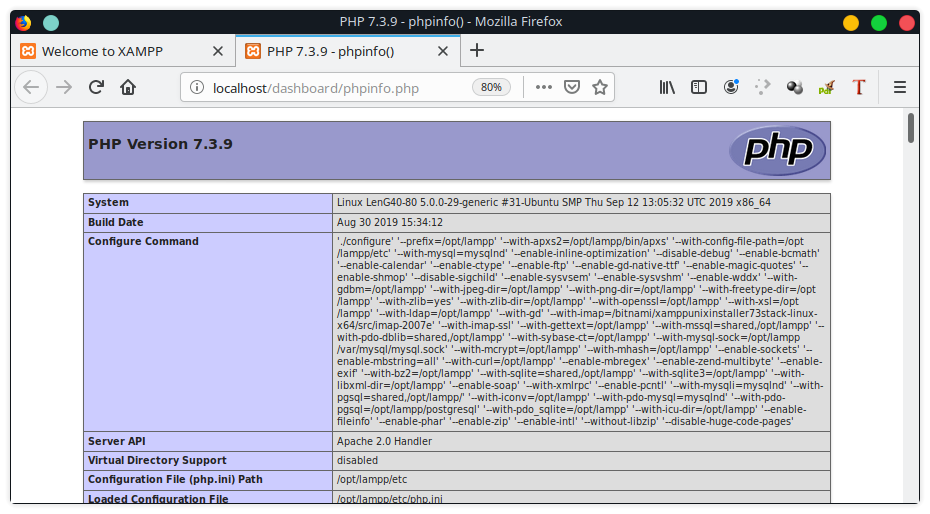 PHP 7.3.9 - phpinfo() - Mozilla Firefox
Welcome to XAMPP
PHP 7.3.9 - phpinfo()
localhost/dashboard/phpinfo.php
80%
Pdf
T
PHP Version 7.3.9
php
System
Linux LenG40-80 5.0.0-29-generic #31-Ubuntu SMP Thu Sep 12 13:05:32 UTC 2019 x86_64
Build Date
Aug 30 2019 15:34:12
Configure Command
'./configure' '--prefix=/opt/lampp' '--with-apxs2=/opt/lampp/bin/apxs' '--with-config-file-path=/opt
/lampp/etc' '--with-mysql=mysqlnd' '--enable-inline-optimization' '--disable-debug' '--enable-bcmath'
'--enable-calendar' '--enable-ctype' '--enable-ftp' '--enable-gd-native-ttf' '--enable-magic-quotes' '--
enable-shmop' '--disable-sigchild' '--enable-sysvsem' '--enable-sysvshm' '--enable-wddx' '--with-
gdbm=/opt/lampp' '--with-jpeg-dir=/opt/lampp' '--with-png-dir=/opt/lampp' '--with-freetype-dir=/opt
/lampp' '--with-zlib=yes' '--with-zlib-dir=/opt/lampp' '--with-openssl=/opt/lampp' '--with-xsl=/opt
/lampp' '--with-ldap=/opt/lampp' '--with-gd' '--with-imap=/bitnami/xamppunixinstaller73stack-linux-
x64/src/imap-2007e' '--with-imap-ssl' '--with-gettext=/opt/lampp' '--with-mssql=shared,/opt/lampp' '--
with-pdo-dblib=shared,/opt/lampp' '--with-sybase-ct=/opt/lampp' '--with-mysql-sock=/opt/lampp
/var/mysql/mysql.sock' '--with-mcrypt=/opt/lampp' '--with-mhash=/opt/lampp' '--enable-sockets' '--
enable-mbstring=all' '--with-curl=/opt/lampp' '--enable-mbregex' '--enable-zend-multibyte' '--enable-
exif' '--with-bz2=/opt/lampp' '--with-sqlite=shared,/opt/lampp' '--with-sqlite3=/opt/lampp' '--with-
libxml-dir=/opt/lampp' '--enable-soap' '--with-xmlrpc' '--enable-pcntl' '--with-mysqli=mysqlnd' '--with-
pgsql=shared,/opt/lampp/' '--with-iconv=/opt/lampp' '--with-pdo-mysql=mysqlnd' '--with-pdo-
pgsql=/opt/lampp/postgresql' '--with-pdo_sqlite=/opt/lampp' '--with-icu-dir=/opt/lampp' '--enable-
fileinfo' '--enable-phar' '--enable-zip' '--enable-intl' '--without-libzip' '--disable-huge-code-pages'
Server API
Apache 2.0 Handler
Virtual Directory Support
disabled
Configuration File (php.ini) Path
/opt/lampp/etc
Loaded Configuration File
/opt/lampp/etc/php.ini